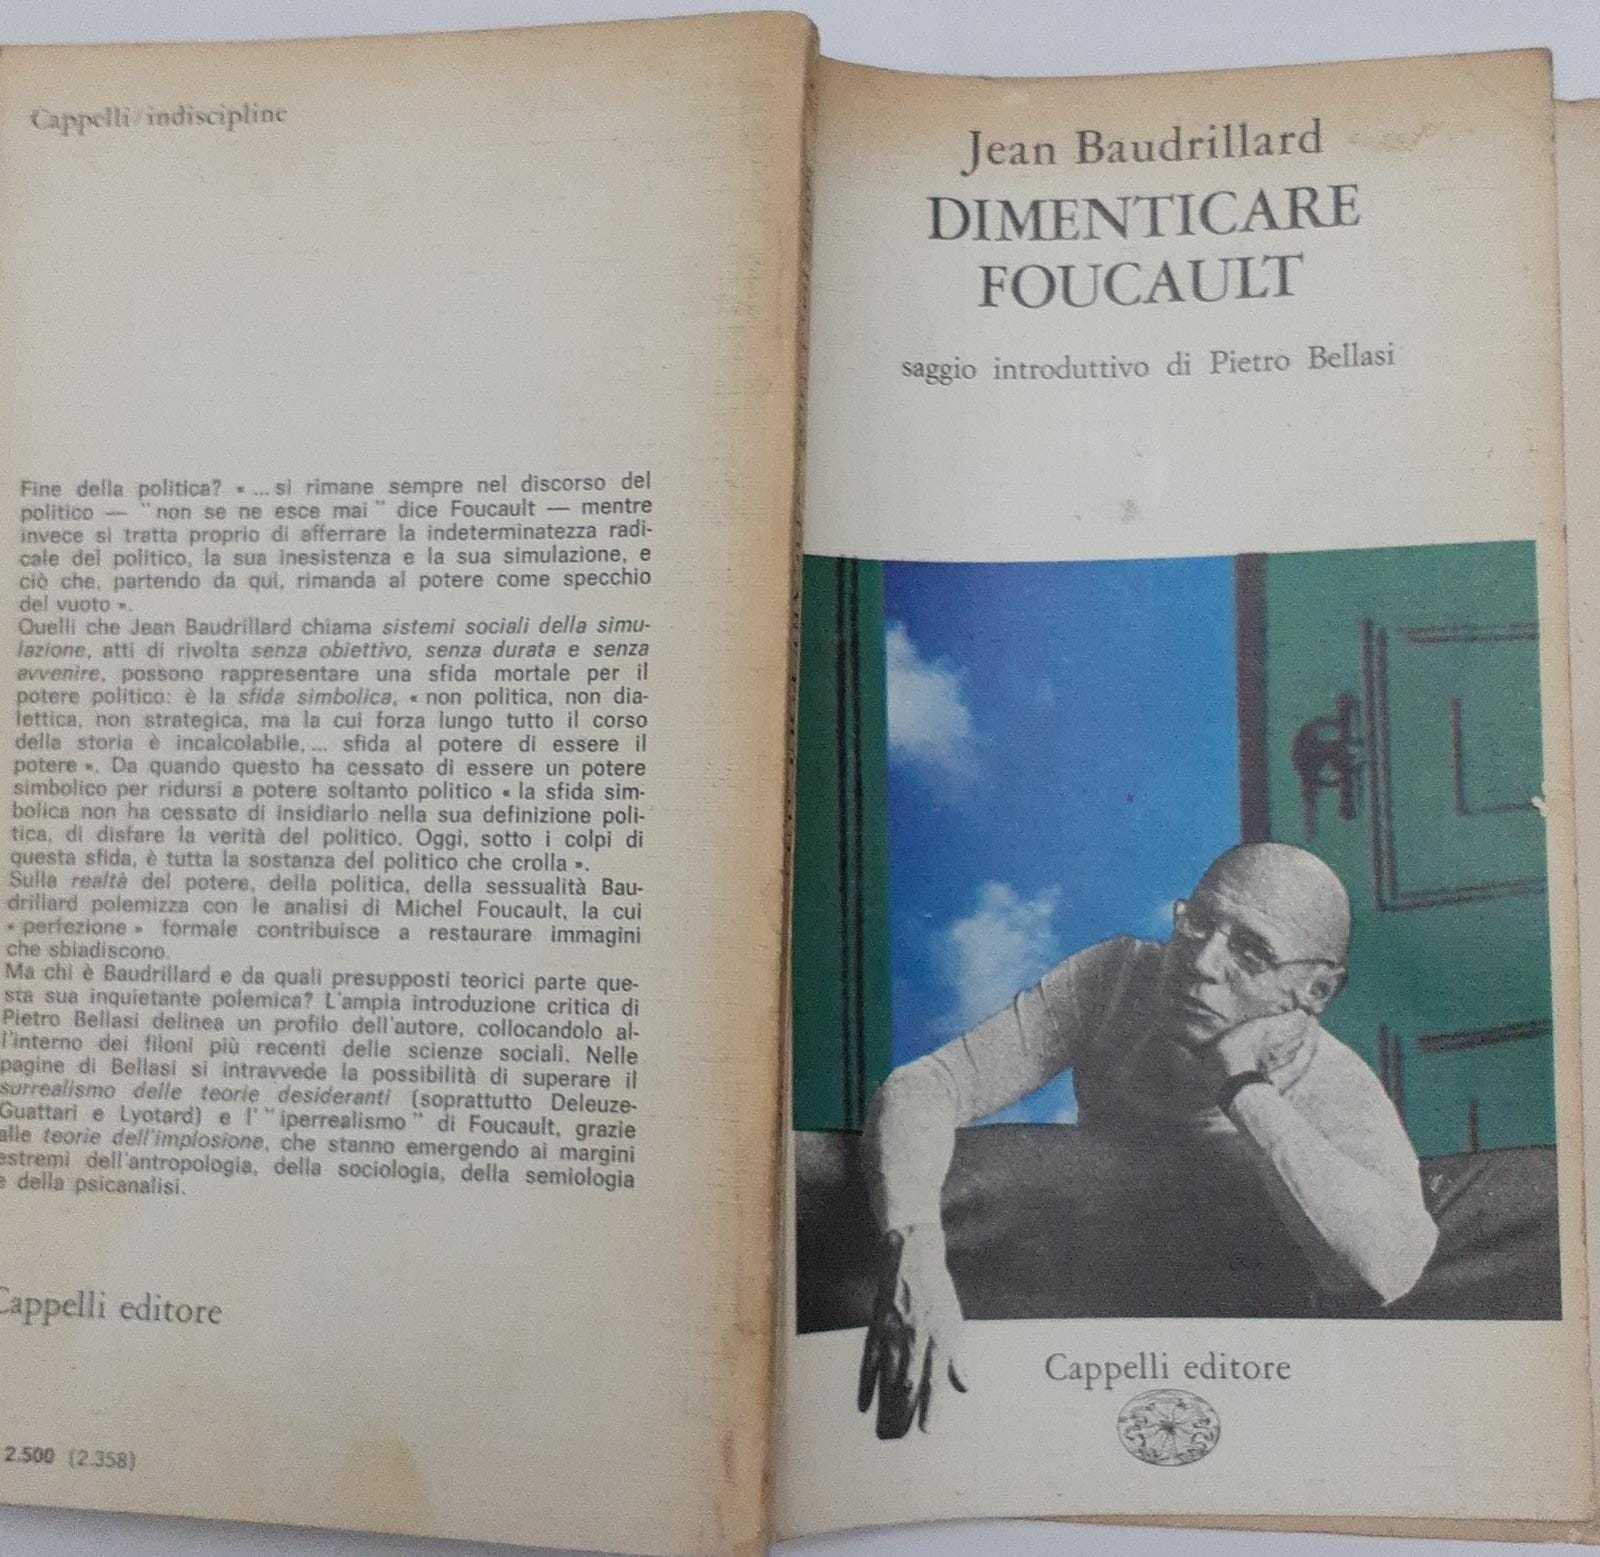 Cappelli/indiscipline
Fine della politica? « ... si rimane sempre nel discorso del
politico — "non se ne esce mai" dice Foucault — mentre
invece si tratta proprio di afferrare la indeterminatezza radi-
cale del politico, la sua inesistenza e la sua simulazione, e
ciò che, partendo da qui, rimanda al potere come specchio
del vuoto ».
Quelli che Jean Baudrillard chiama sistemi sociali della simu-
lazione, atti di rivolta senza obiettivo, senza durata e senza
avvenire, possono rappresentare una sfida mortale per il
potere politico: è la sfida simbolica, « non politica, non dia-
lettica, non strategica, ma la cui forza lungo tutto il corso
della storia è incalcolabile, ... sfida al potere di essere il
potere ». Da quando questo ha cessato di essere un potere
simbolico per ridursi a potere soltanto politico « la sfida sim-
bolica non ha cessato di insidiarlo nella sua definizione poli-
tica, di disfare la verità del politico. Oggi, sotto i colpi di
questa sfida, è tutta la sostanza del politico che crolla ».
Sulla realtà del potere, della politica, della sessualità Bau-
drillard polemizza con le analisi di Michel Foucault, la cui
« perfezione » formale contribuisce a restaurare immagini
che sbiadiscono.
Ma chi è Baudrillard e da quali presupposti teorici parte que-
sta sua inquietante polemica? L'ampia introduzione critica di
Pietro Bellasi delinea un profilo dell'autore, collocandolo al-
l'interno dei filoni più recenti delle scienze sociali. Nelle
pagine di Bellasi si intravvede la possibilità di superare il
surrealismo delle teorie desideranti (soprattutto Deleuze-
Guattari e Lyotard) e l' "iperrealismo" di Foucault, grazie
alle teorie dell'implosione, che stanno emergendo ai margini
estremi dell'antropologia, della sociologia, della semiologia
e della psicanalisi.
Cappelli editore
2.500 (2.358)
Jean Baudrillard
DIMENTICARE
FOUCAULT
saggio introduttivo di Pietro Bellasi
Cappelli editore